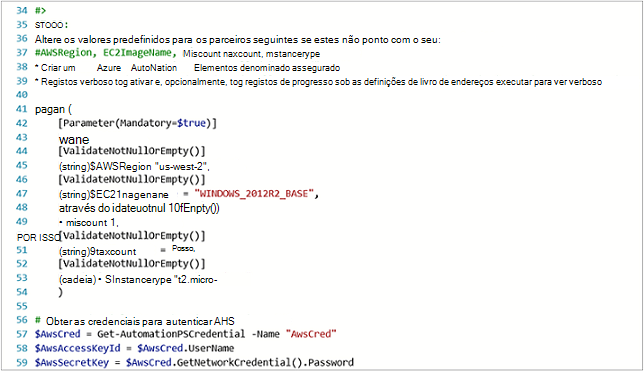 34 #>
35 STOOO :
36 Altere os valores predefinidos para os parceiros seguintes se estes não ponto com o seu:
37 #AWSRegion, EC2ImageName, Miscount naxcount, mstancerype
38 * Criar um Azure AutoNation Elementos denominado assegurado
39 * Registos verboso tog ativar e, opcionalmente, tog registos de progresso sob as definições de livro de endereços executar para ver verboso
40
41 pagan (
42 [Parameter(Mandatory=$true)]
43 wane
44 [ValidateNotNullOrEmpty()]
45 (string)$AWSRegion "us-west-2",
46 [ValidateNotNullOrEmpty()]
47 (string)$EC21nagenane = "WINDOWS_2012R2_BASE",
48 através do idateuotnul 10fEnpty())
49 • miscount 1,
POR ISSO, [ValidateNotNullOrEmpty()]
51 (string)9taxcount = Posso,
52 [ValidateNotNullOrEmpty()]
53 (cadeia) • SInstancerype "t2.micro-
54 )
55
56 # Obter as credenciais para autenticar AHS
57 $AwsCred = Get-AutomationPSCredential -Name "AwsCred"
58 $AwsAccessKeyId = $AwsCred.UserName
59 $AwsSecretKey = $AwsCred.GetNetworkCredential().Password